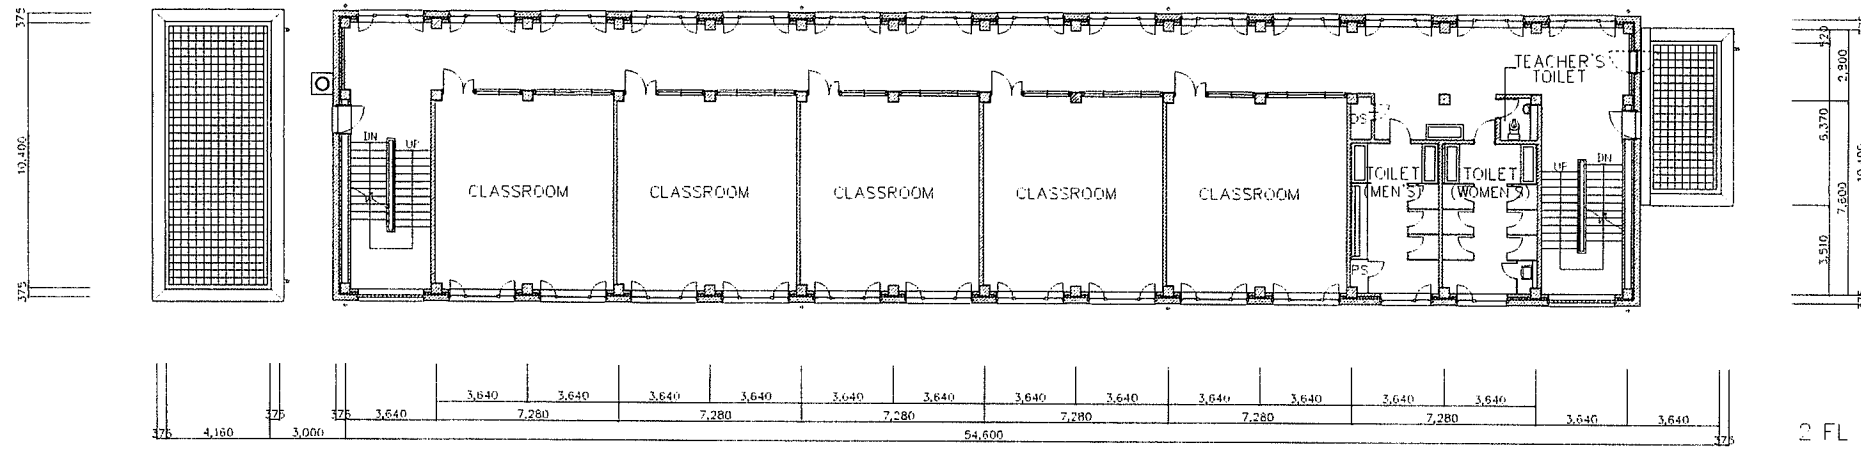 375
10,400
375
TEACHER'S
TOILET
DS
DN
UP
CLASSROOM
CLASSROOM
CLASSROOM
CLASSROOM
CLASSROOM
TOILET
(MEN'S)
TOILET
(WOMEN'S)
UP
DN
PS
520
2,900
6,370
7,600
3,510
3,640 3,640 3,640 3,640 3,640 3,640 3,640 3,640 3,640 3,640 3,640 3,640
375 375 3,640 7,280 7,280 7,280 7,280 7,280 7,280 3,640 3,640
375 4,160 3,000 54,600 375
2 FL